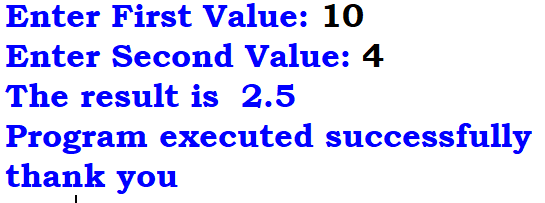 Enter First Value: 10
Enter Second Value: 4
The result is  2.5
Program executed successfully
thank you